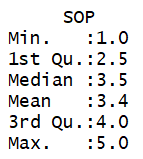 SOP
Min.   :1.0
1st Qu.:2.5
Median :3.5
Mean   :3.4
3rd Qu.:4.0
Max.   :5.0